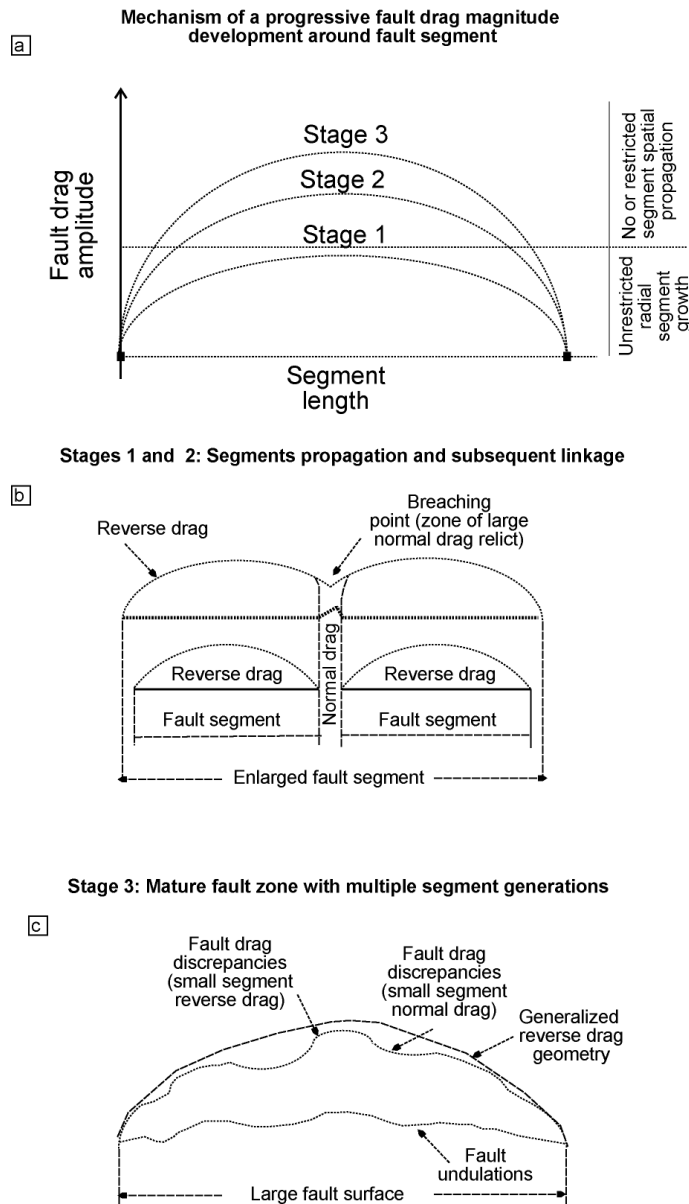 Mechanism of a progressive fault drag magnitude
development around fault segment
a
Stage 3
Stage 2
Stage 1
Fault drag
amplitude
No or restricted
segment spatial
propagation
Unrestricted
radial
segment
growth
Segment
length
Stages 1 and 2: Segments propagation and subsequent linkage
b
Reverse drag
Breaching
point (zone of large
normal drag relict)
Reverse drag
Normal drag
Reverse drag
Fault segment
Fault segment
Enlarged fault segment
Stage 3: Mature fault zone with multiple segment generations
c
Fault drag
discrepancies
(small segment
reverse drag)
Fault drag
discrepancies
(small segment
normal drag)
Generalized
reverse drag
geometry
Fault
undulations
Large fault surface